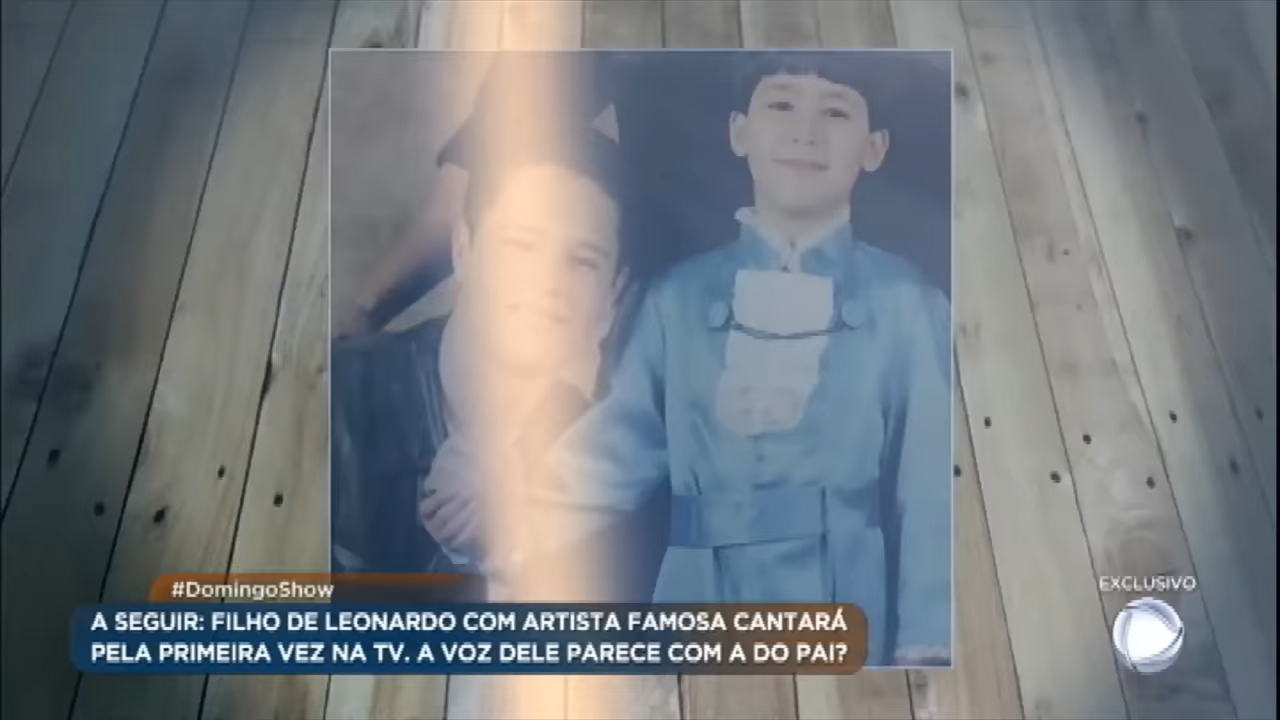 #DomingoShow
A SEGUIR: FILHO DE LEONARDO COM ARTISTA FAMOSA CANTARÁ
PELA PRIMEIRA VEZ NA TV. A VOZ DELE PARECE COM A DO PAI?
EXCLUSIVO